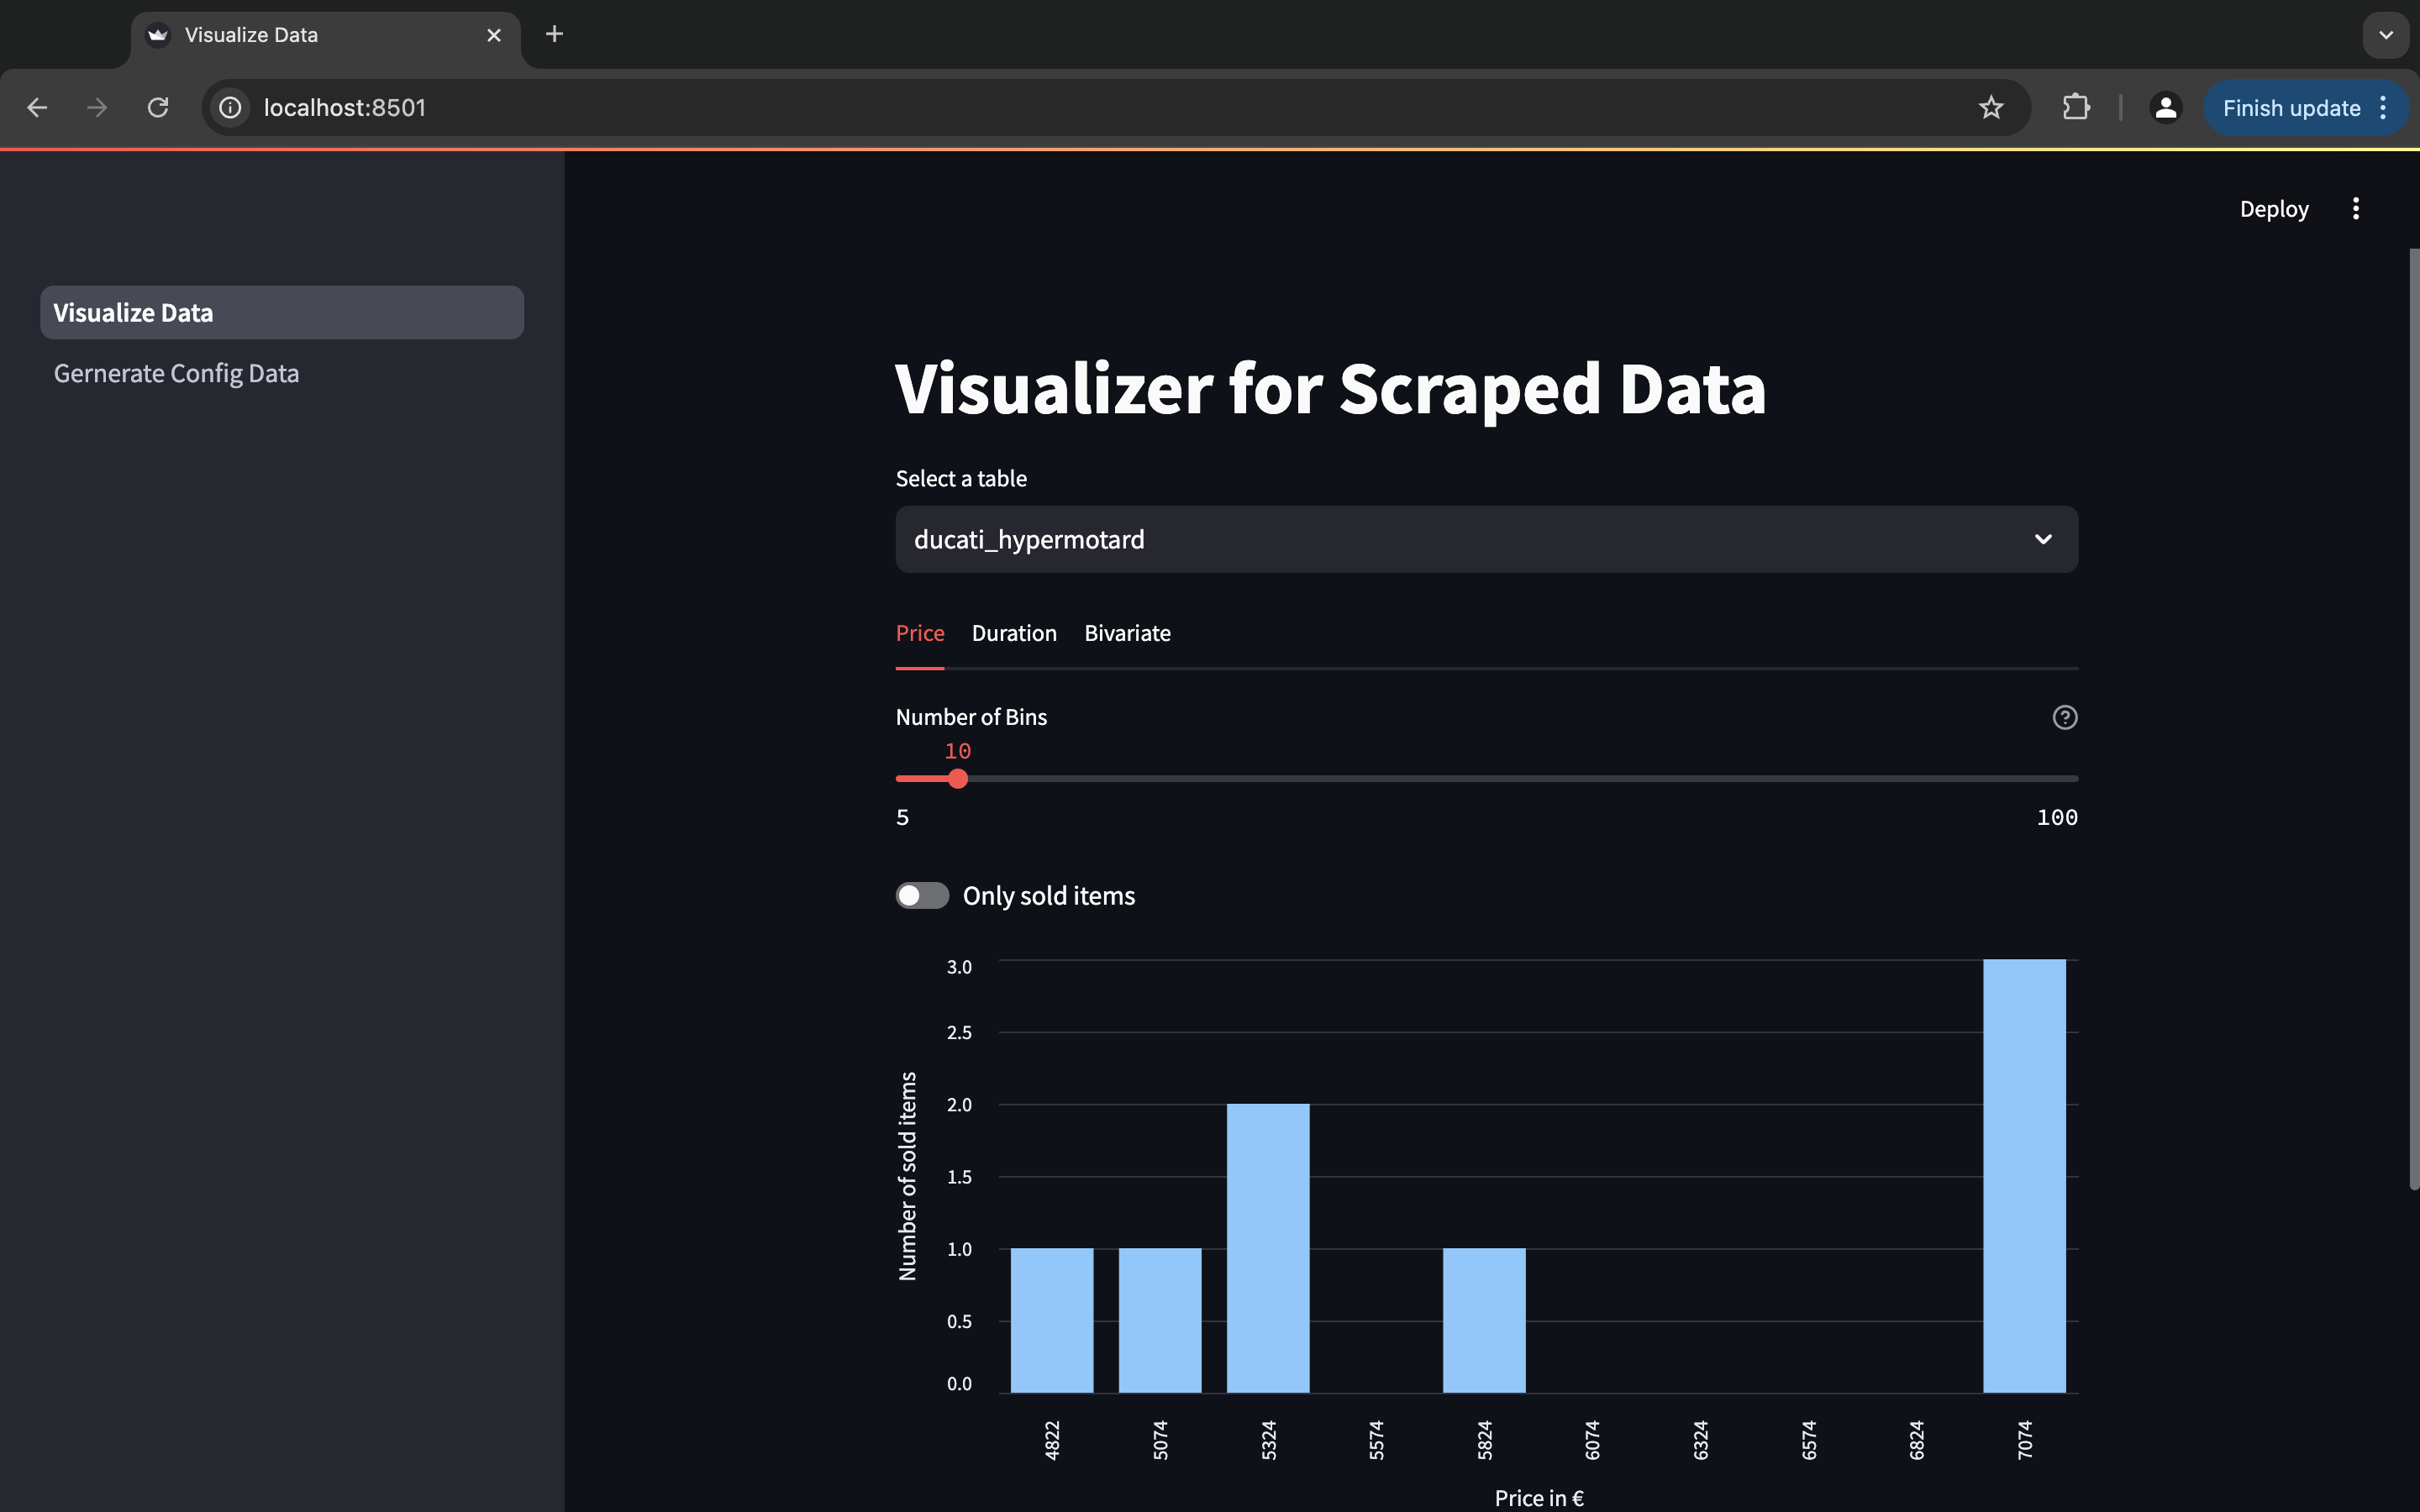 Visualize Data
localhost:8501
Finish update
Deploy
Visualize Data
Gernerate Config Data
Visualizer for Scraped Data
Select a table
ducati_hypermotard
Price Duration Bivariate
Number of Bins
10
5 100
Only sold items
3.0
2.5
2.0
1.5
1.0
0.5
0.0
Number of sold items
4822 5074 5324 5574 5824 6074 6324 6574 6824 7074
Price in €